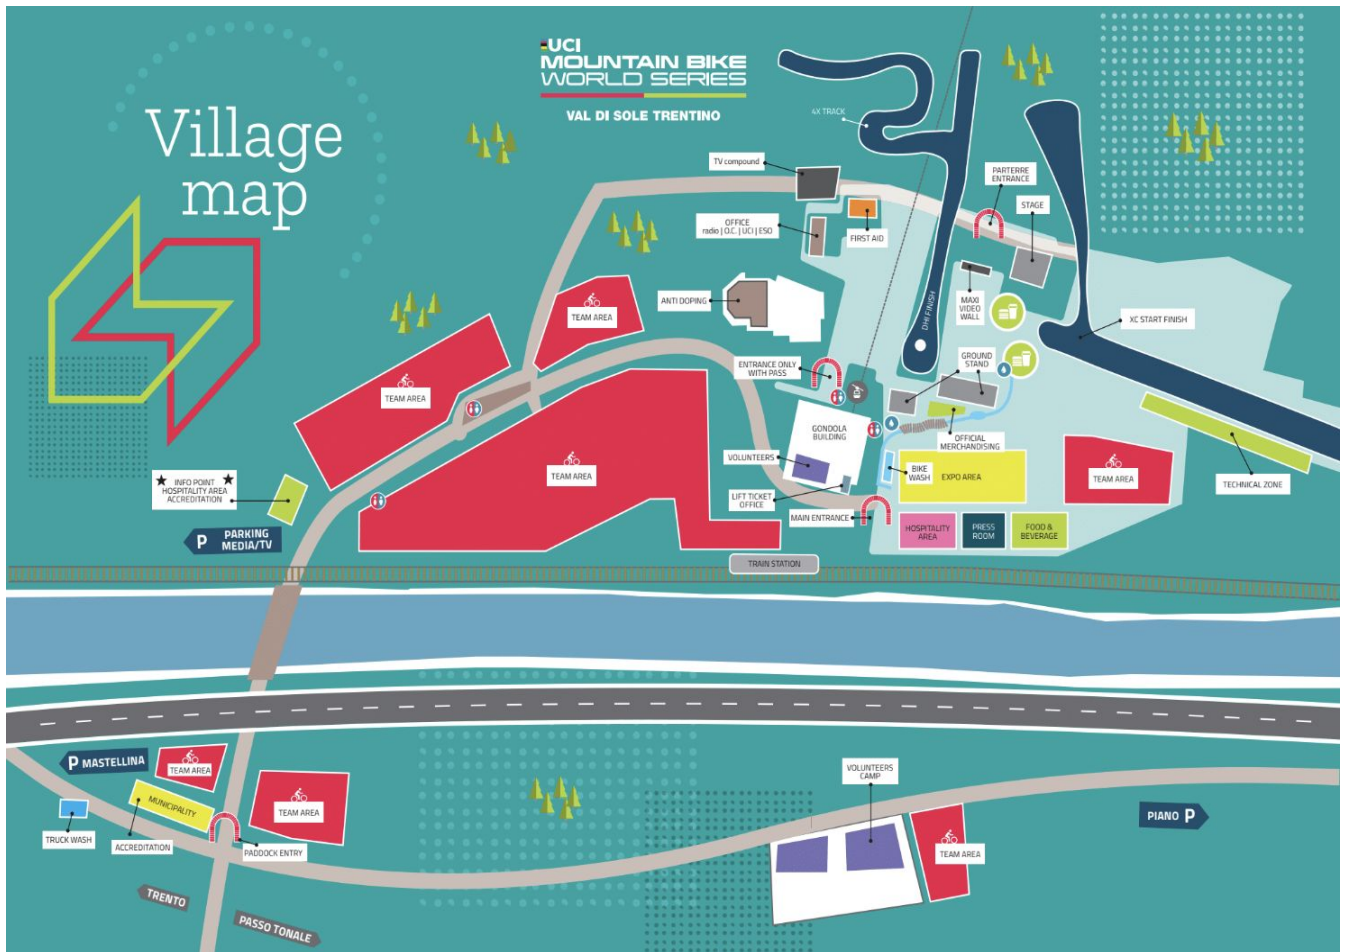 UCI
MOUNTAIN BIKE
WORLD SERIES
VAL DI SOLE TRENTINO
Village
map
4X TRACK
TV compound
PARTERRE
ENTRANCE
STAGE
OFFICE
radio | O.C. | UCI | ESO
FIRST AID
ANTI DOPING
TEAM AREA
DHI FINISH
MAXI
VIDEO
WALL
XC START FINISH
ENTRANCE ONLY
WITH PASS
GROUND
STAND
TEAM AREA
GONDOLA
BUILDING
OFFICIAL
MERCHANDISING
VOLUNTEERS
BIKE
WASH
EXPO AREA
TEAM AREA
TEAM AREA
TECHNICAL ZONE
INFO POINT
HOSPITALITY AREA
ACCREDITATION
LIFT TICKET
OFFICE
MAIN ENTRANCE
HOSPITALITY
AREA
PRESS
ROOM
FOOD &
BEVERAGE
P PARKING
MEDIA/TV
TRAIN STATION
P MASTELLINA
TEAM AREA
VOLUNTEERS
CAMP
MUNICIPALITY
TEAM AREA
PIANO P
TRUCK WASH
ACCREDITATION
PADDOCK ENTRY
TEAM AREA
TRENTO
PASSO TONALE